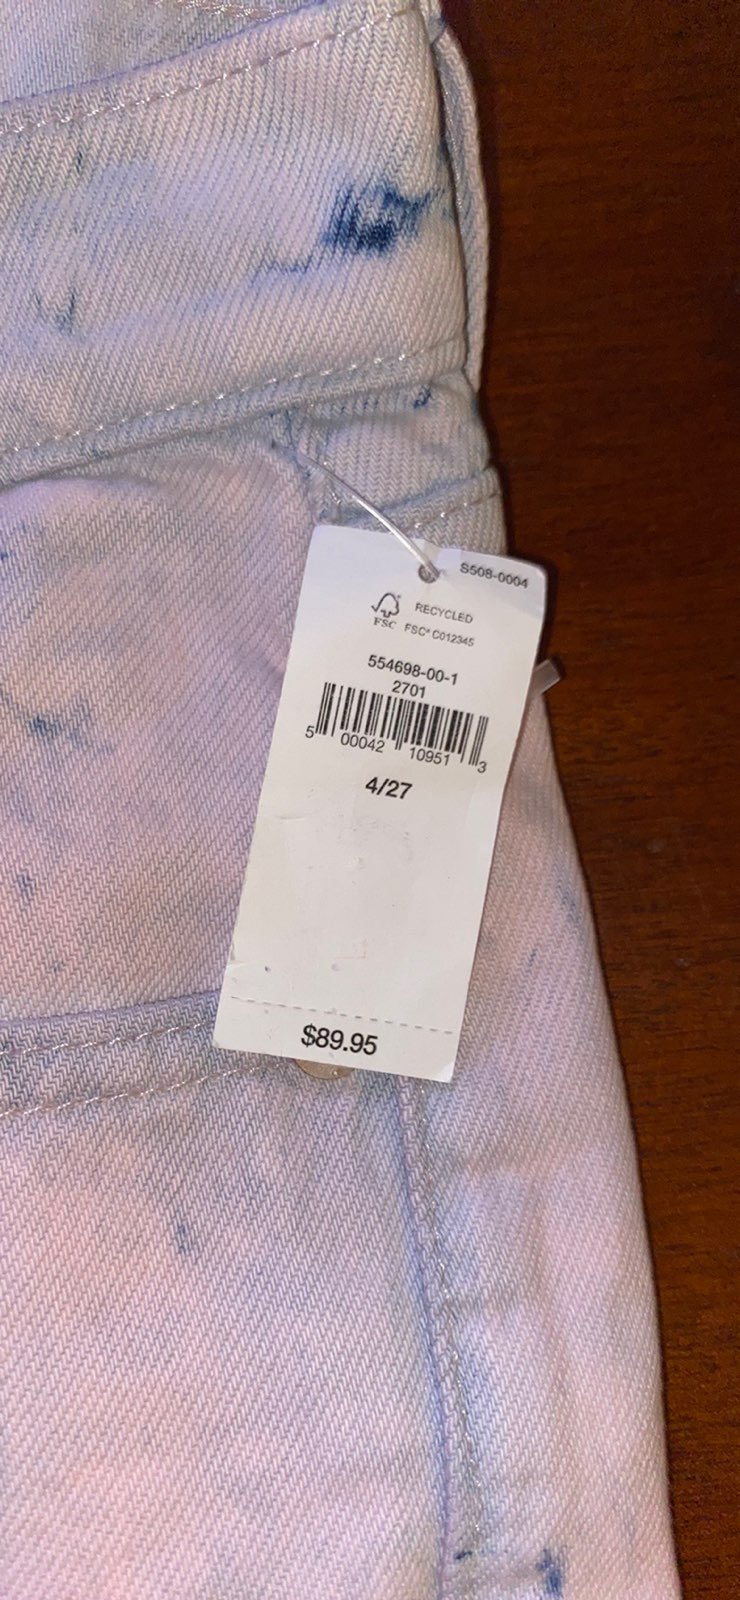 S508-0004
RECYCLED
FSC FSC® C012345
554698-00-1
2701
5 00042 10951 3
4/27
$89.95